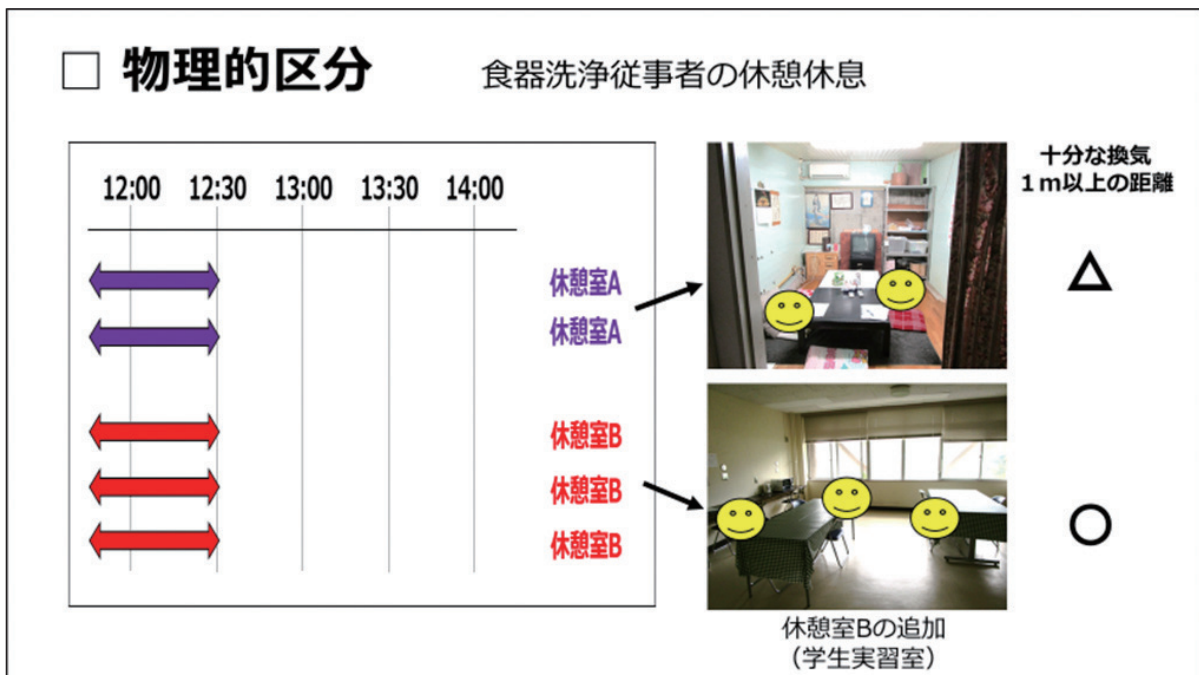 □ 物理的区分
食器洗浄従事者の休憩休息
12:00 12:30 13:00 13:30 14:00
休憩室A
休憩室A
休憩室B
休憩室B
休憩室B
十分な換気
1m以上の距離
△
○
休憩室Bの追加
(学生実習室)